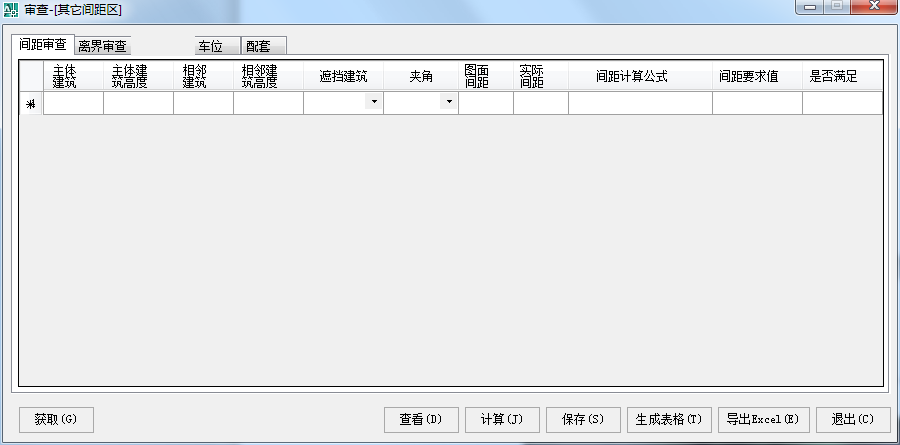 审查-[其它间距区]
间距审查 离界审查 车位 配套
主体 主体建 相邻 相邻建 遮挡建筑 夹角 图面 实际 间距计算公式 间距要求值 是否满足
建筑 筑高度 建筑 筑高度 间距 间距
*
获取(G) 查看(D) 计算(J) 保存(S) 生成表格(T) 导出Excel(E) 退出(C)